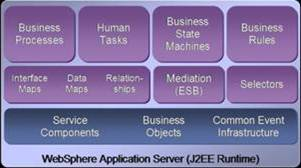 Business Processes
Human Tasks
Business State Machines
Business Rules
Interface Maps
Data Maps
Relation-ships
Mediation (ESB)
Selectors
Service Components
Business Objects
Common Event Infrastructure
WebSphere Application Server (J2EE Runtime)